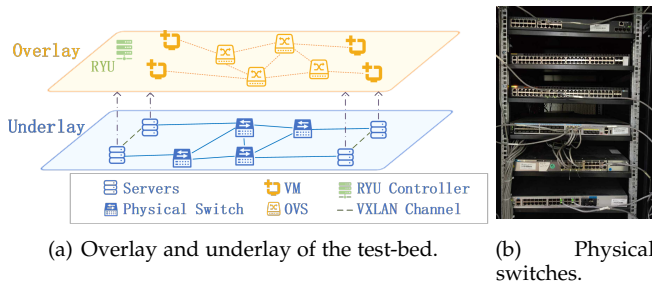 Overlay
RYU
Underlay
Servers
VM
RYU Controller
Physical Switch
OVS
VXLAN Channel
(a) Overlay and underlay of the test-bed.
(b) Physical
switches.